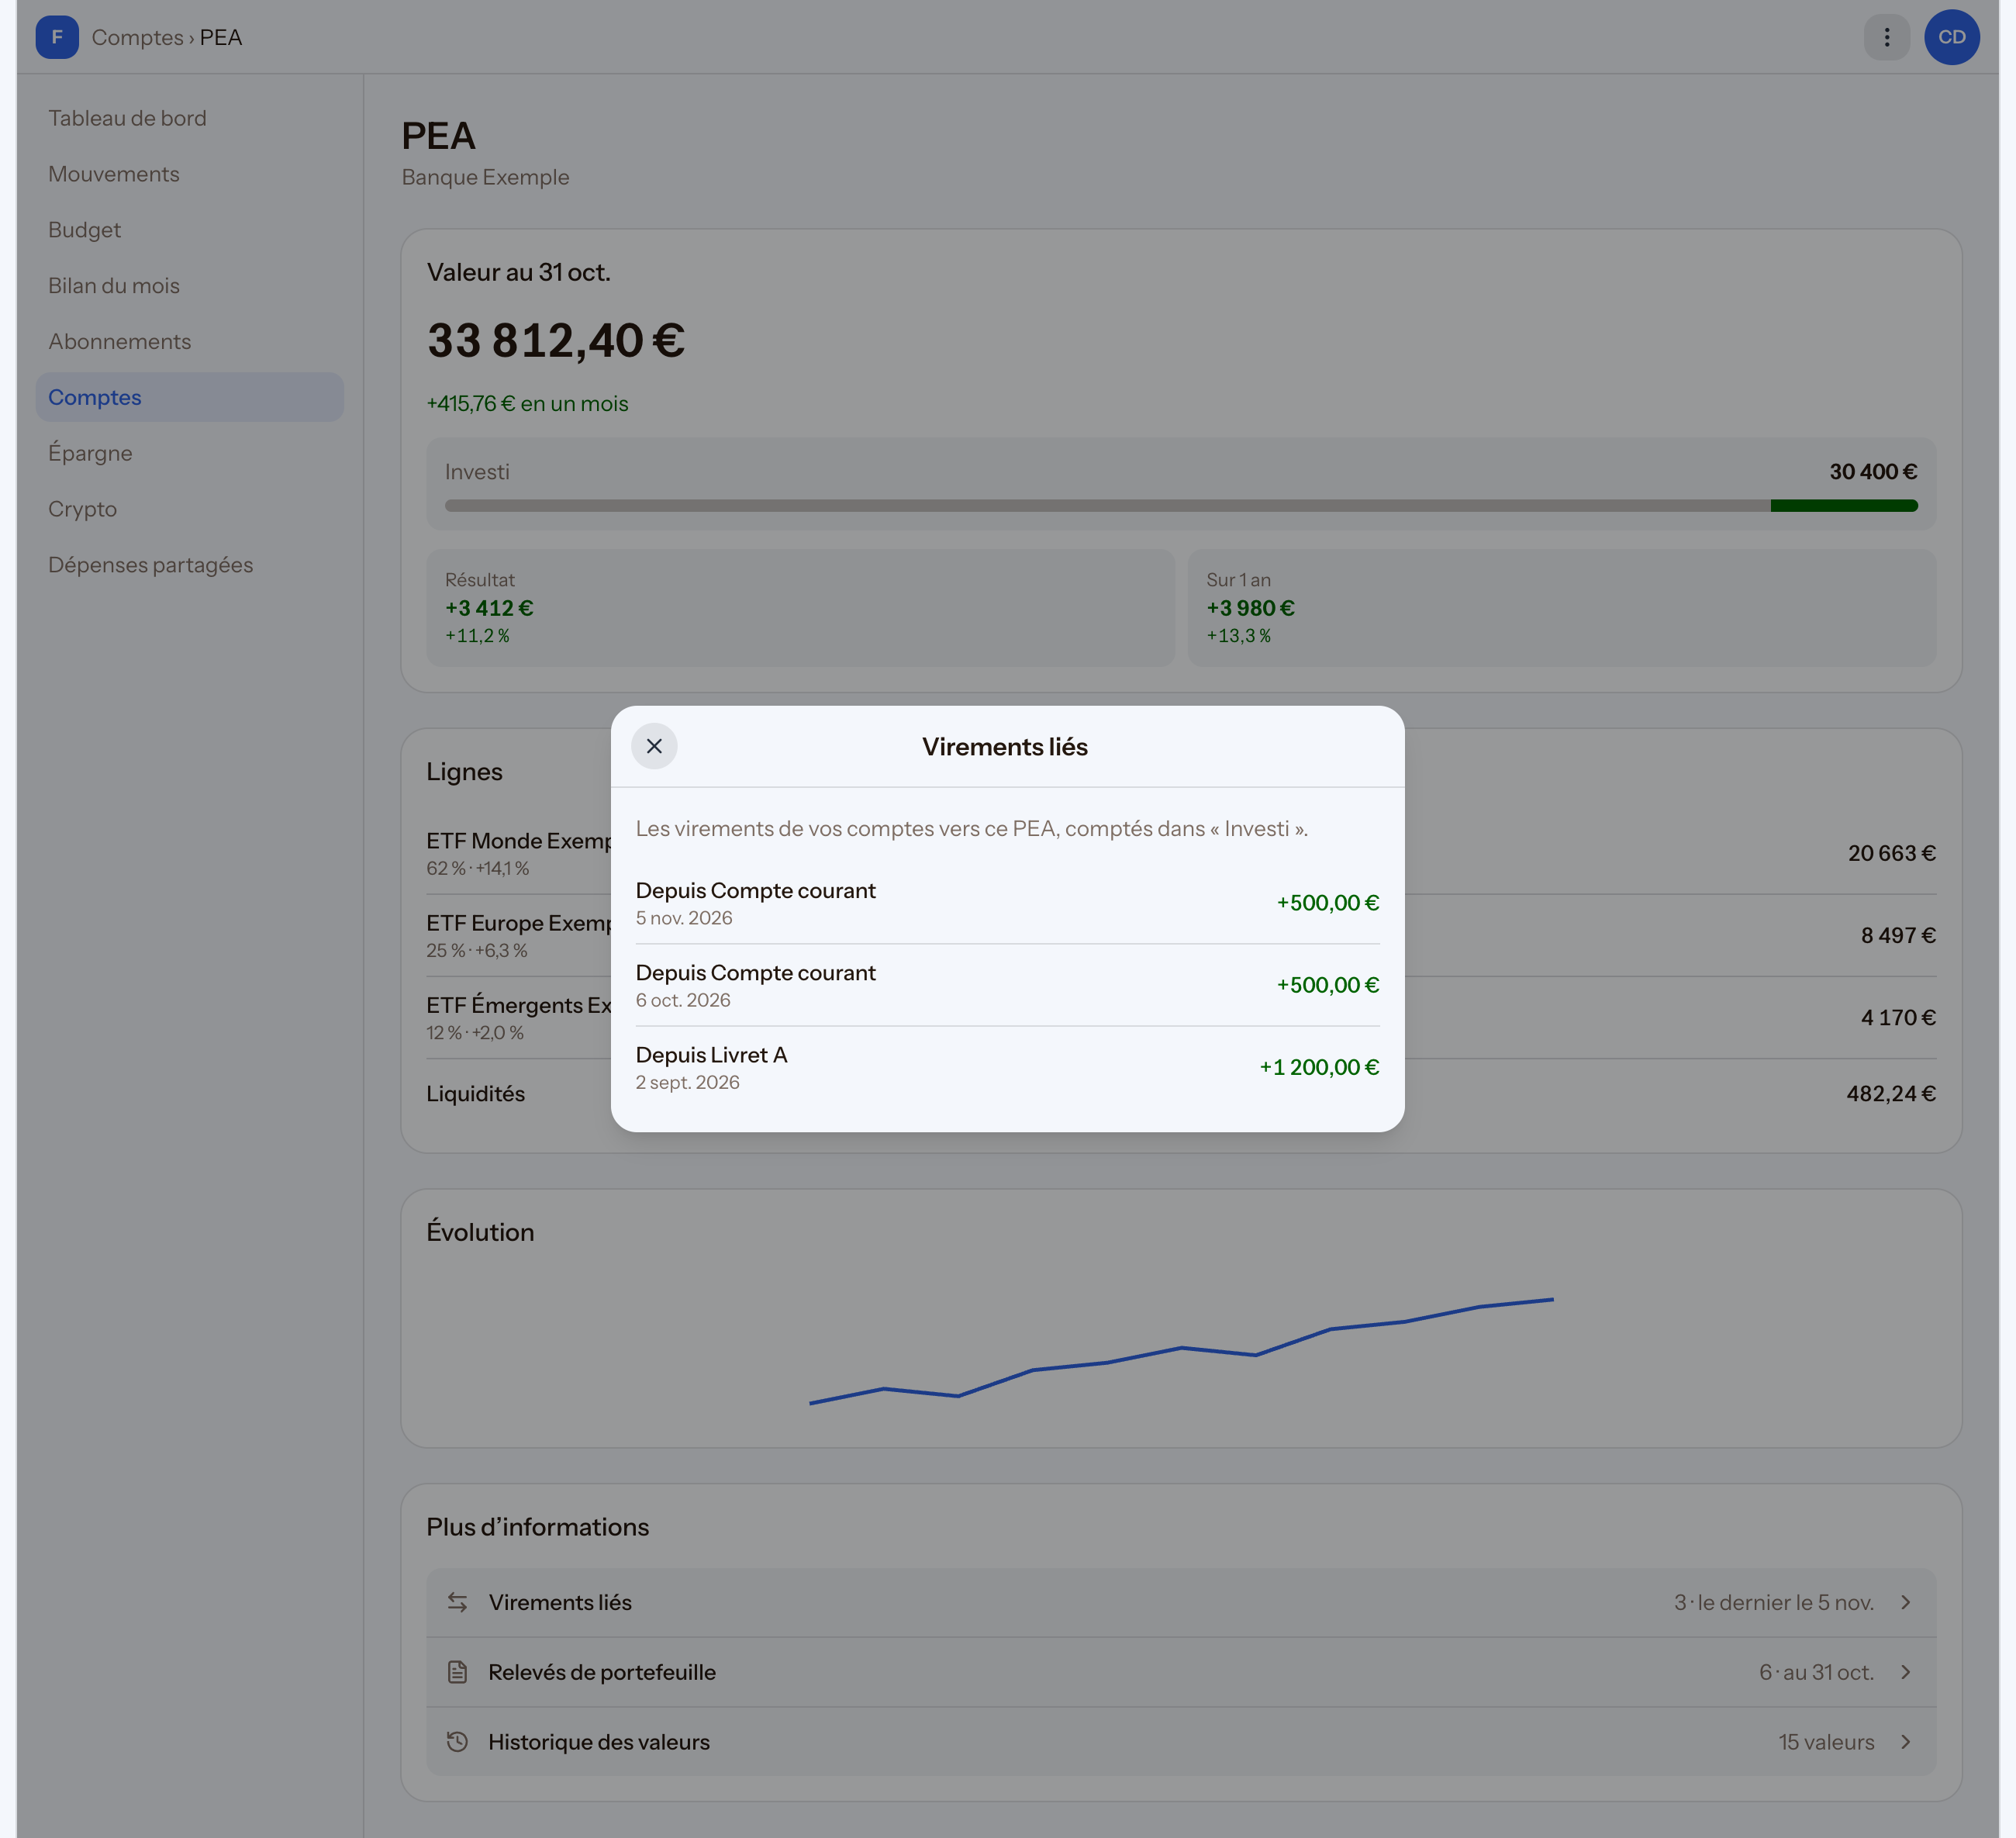 F Comptes › PEA CD
Tableau de bord
Mouvements
Budget
Bilan du mois
Abonnements
Comptes
Épargne
Crypto
Dépenses partagées
PEA
Banque Exemple
Valeur au 31 oct.
33 812,40 €
+415,76 € en un mois
Investi 30 400 €
Résultat
+3 412 €
+11,2 %
Sur 1 an
+3 980 €
+13,3 %
Lignes
ETF Monde Exemp
62 % · +14,1 %
20 663 €
ETF Europe Exemp
25 % · +6,3 %
8 497 €
ETF Émergents Ex
12 % · +2,0 %
4 170 €
Liquidités 482,24 €
Virements liés
Les virements de vos comptes vers ce PEA, comptés dans « Investi ».
Depuis Compte courant
5 nov. 2026
+500,00 €
Depuis Compte courant
6 oct. 2026
+500,00 €
Depuis Livret A
2 sept. 2026
+1 200,00 €
Évolution
Plus d’informations
Virements liés 3 · le dernier le 5 nov.
Relevés de portefeuille 6 · au 31 oct.
Historique des valeurs 15 valeurs